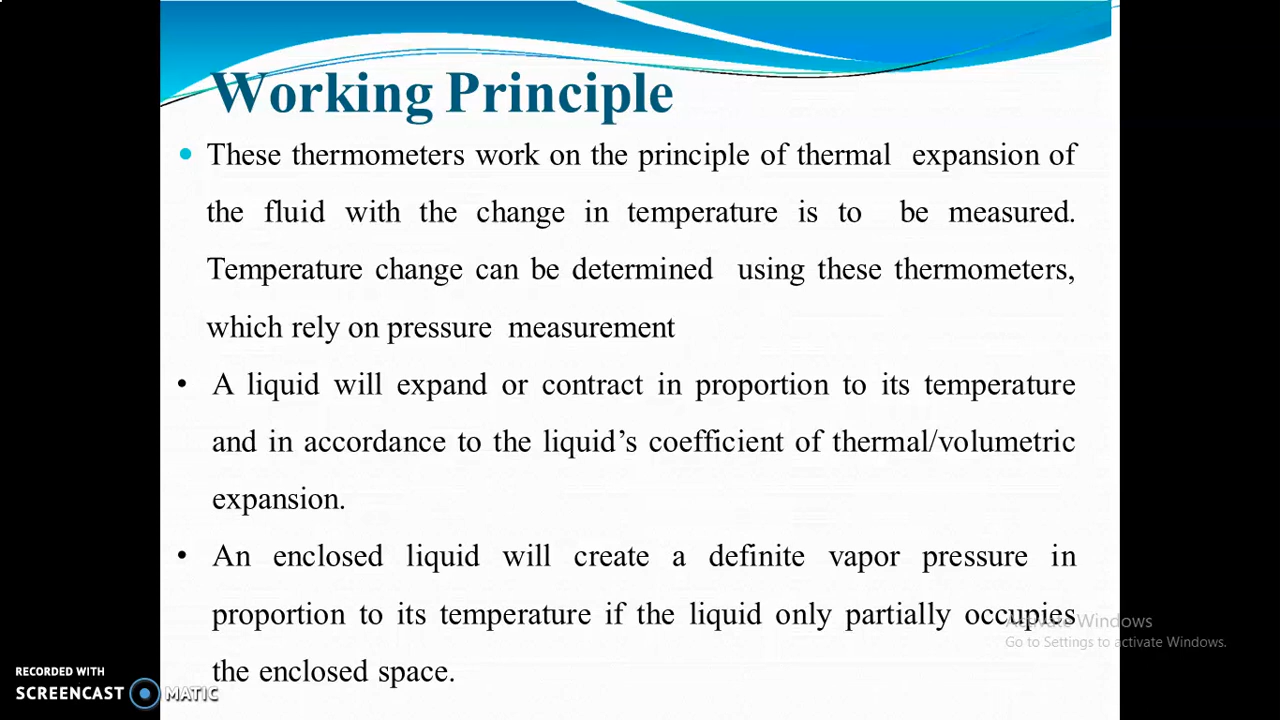 Working Principle
• These thermometers work on the principle of thermal expansion of
the fluid with the change in temperature is to be measured.
Temperature change can be determined using these thermometers,
which rely on pressure measurement
• A liquid will expand or contract in proportion to its temperature
and in accordance to the liquid’s coefficient of thermal/volumetric
expansion.
• An enclosed liquid will create a definite vapor pressure in
proportion to its temperature if the liquid only partially occupies
the enclosed space.
Activate Windows
Go to Settings to activate Windows.
RECORDED WITH
SCREENCAST MATIC